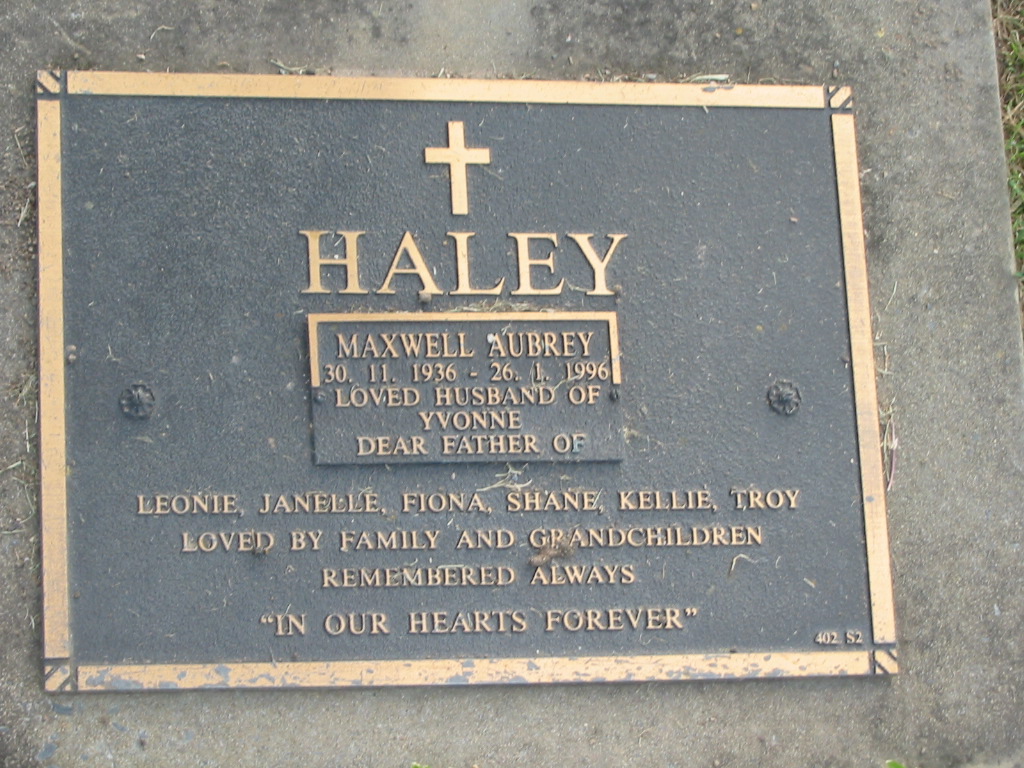 HALEY
MAXWELL AUBREY
30. 11. 1936 - 26. 1. 1996
LOVED HUSBAND OF
YVONNE
DEAR FATHER OF
LEONIE, JANELLE, FIONA, SHANE, KELLIE, TROY
LOVED BY FAMILY AND GRANDCHILDREN
REMEMBERED ALWAYS
“IN OUR HEARTS FOREVER”
402 S2